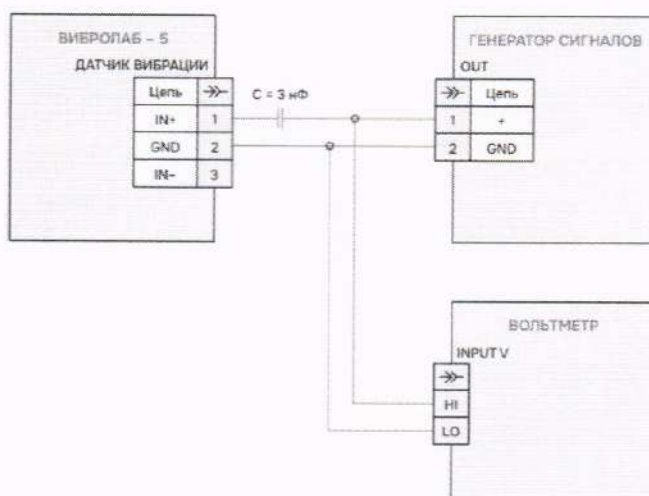 ВИБРОЛАБ – 5
ДАТЧИК ВИБРАЦИИ
Цепь
IN+ 1
GND 2
IN– 3
С = 3 нФ
ГЕНЕРАТОР СИГНАЛОВ
OUT
Цепь
1 +
2 GND
ВОЛЬТМЕТР
INPUT V
HI
LO